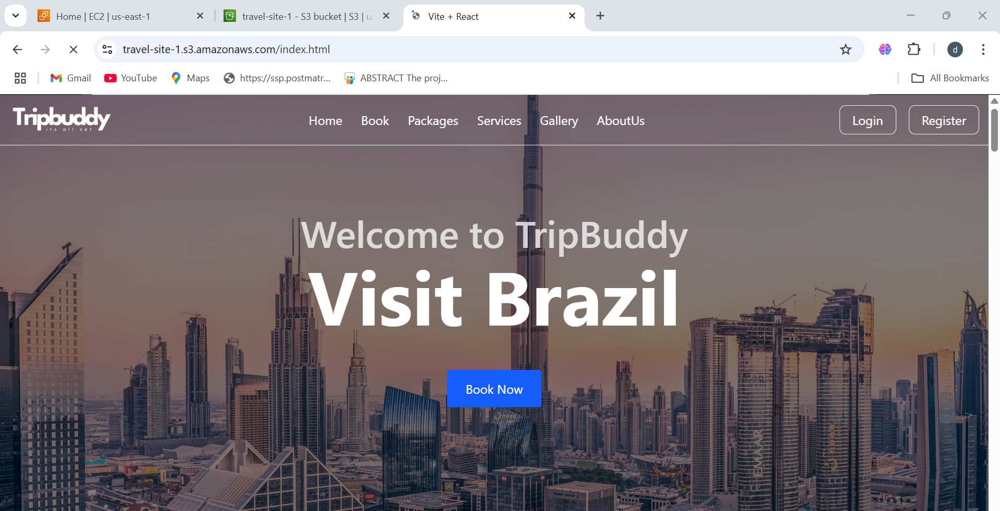 Home | EC2 | us-east-1
travel-site-1 - S3 bucket | S3 | u
Vite + React
travel-site-1.s3.amazonaws.com/index.html
d
Gmail
YouTube
Maps
https://ssp.postmatr...
ABSTRACT The proj...
All Bookmarks
Tripbuddy
its all set
Home
Book
Packages
Services
Gallery
AboutUs
Login
Register
Welcome to TripBuddy
Visit Brazil
Book Now
EMAAR
noon
EMAAR
noon